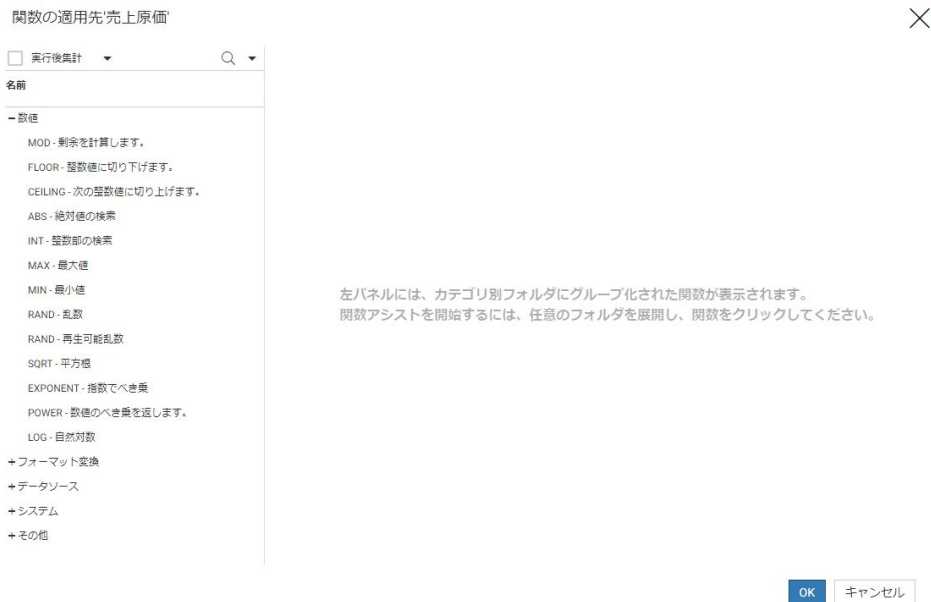 関数の適用先'売上原価'
実行後集計
名前
数値
MOD - 剰余を計算します。
FLOOR - 整数値に切り下げます。
CEILING - 次の整数値に切り上げます。
ABS - 絶対値の検索
INT - 整数部の検索
MAX - 最大値
MIN - 最小値
RAND - 乱数
RAND - 再生可能乱数
SQRT - 平方根
EXPONENT - 指数でべき乗
POWER - 数値のべき乗を返します。
LOG - 自然対数
フォーマット変換
データソース
システム
その他
左パネルには、カテゴリ別フォルダにグループ化された関数が表示されます。
関数アシストを開始するには、任意のフォルダを展開し、関数をクリックしてください。
OK キャンセル